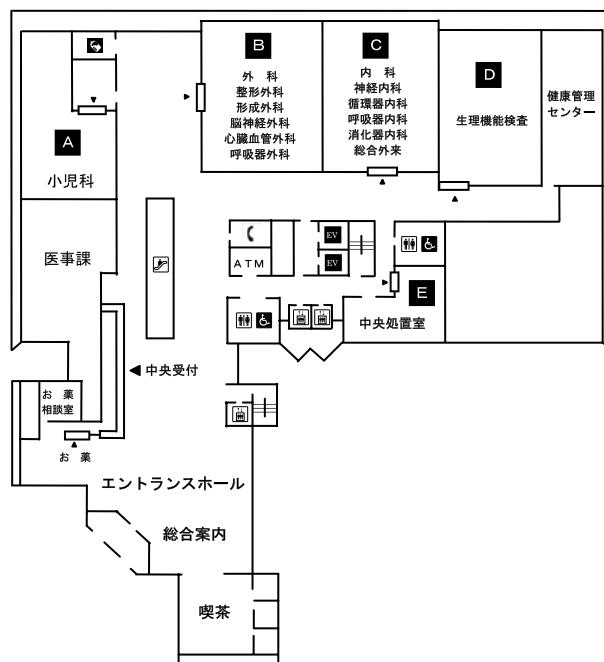 B
外　科
整形外科
形成外科
脳神経外科
心臓血管外科
呼吸器外科
C
内　科
神経内科
循環器内科
呼吸器内科
消化器内科
総合外来
D
生理機能検査
健康管理
センター
A
小児科
医事課
ATM
EV
EV
E
中央処置室
中央受付
お　薬
相談室
お　薬
エントランスホール
総合案内
喫茶